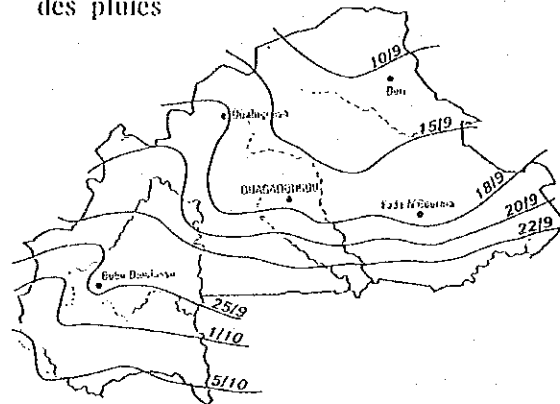 des pluies
10/9
Dori
15/9
Ouahigouya
OUAGADOUGOU
18/9
Fada N'Gourma
20/9
22/9
Bobo Dioulasso
25/9
1/10
5/10